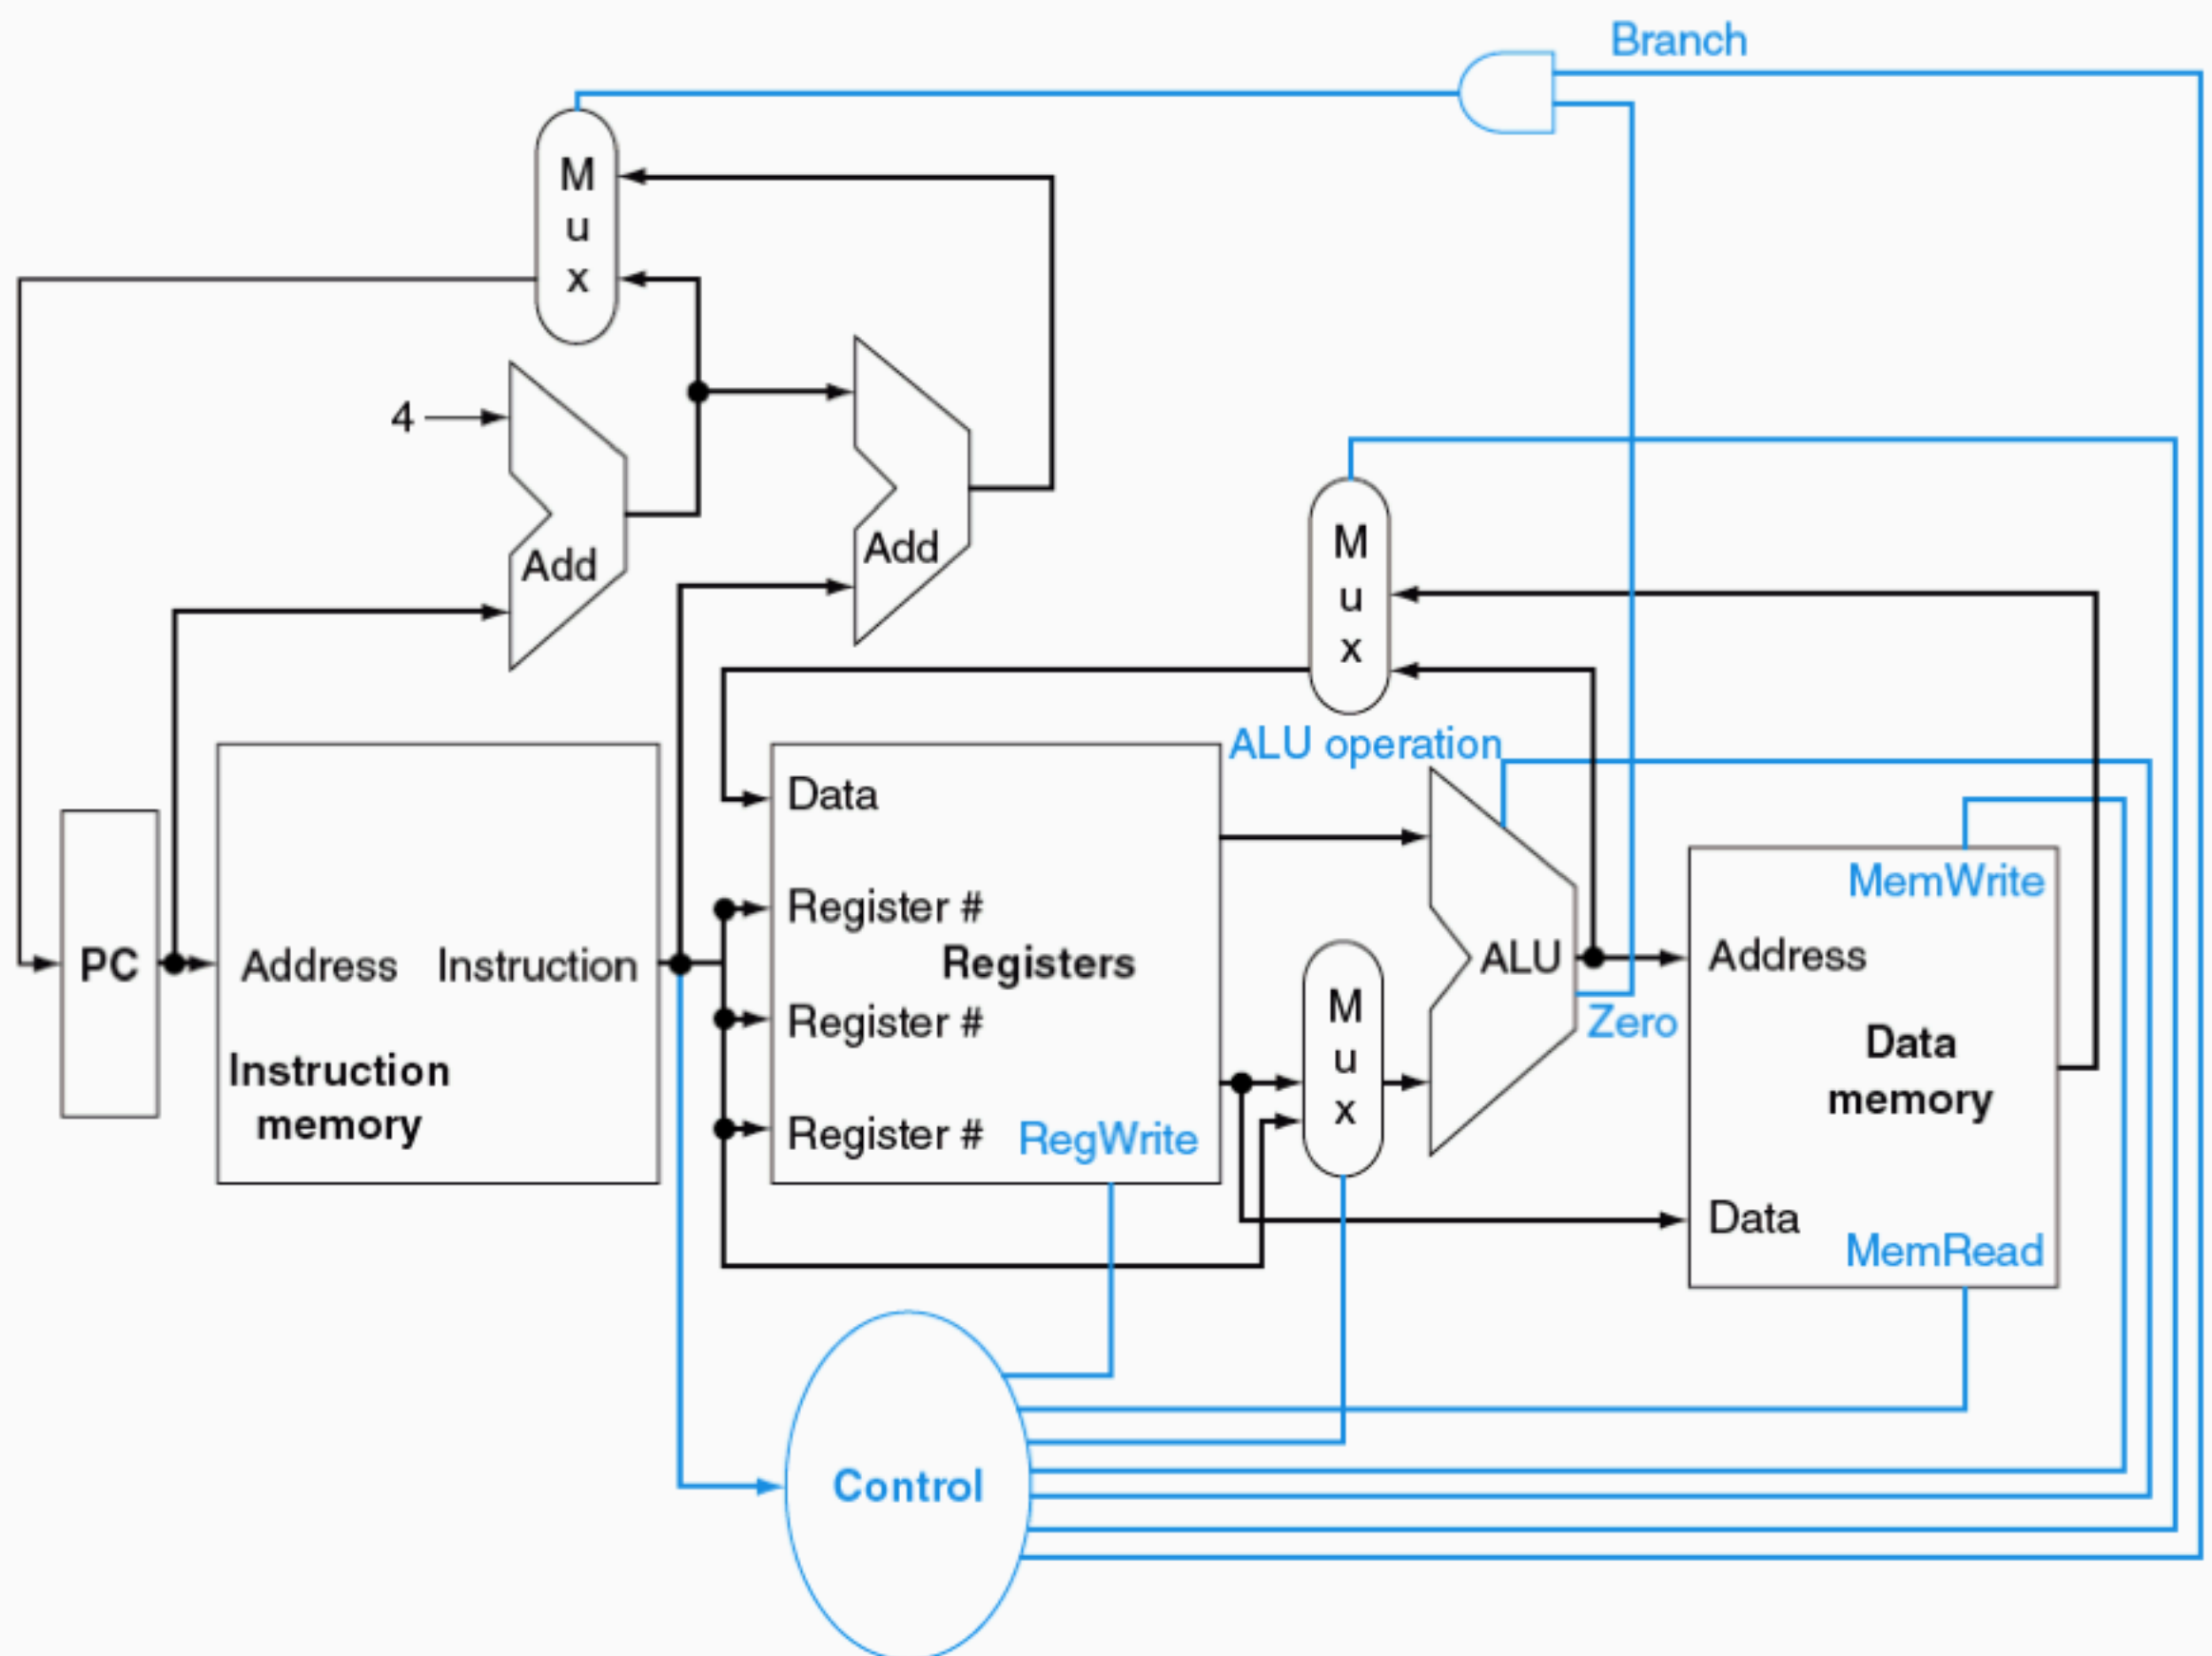 Branch
M
u
x
4
Add
Add
M
u
x
ALU operation
Data
Register #
Registers
Register #
Register #
RegWrite
PC
Address
Instruction
Instruction
memory
M
u
x
ALU
Zero
MemWrite
Address
Data
memory
Data
MemRead
Control